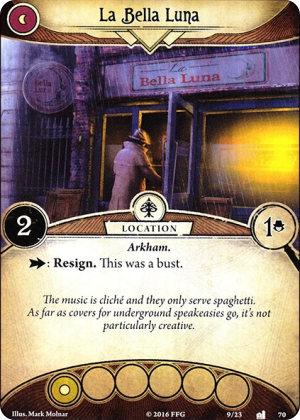 La Bella Luna
La
Bella Luna
2
LOCATION
1
Arkham.
: Resign. This was a bust.
The music is cliché and they only serve spaghetti.
As far as covers for underground speakeasies go, it's not
particularly creative.
Illus. Mark Molnar
© 2016 FFG
9/23
70